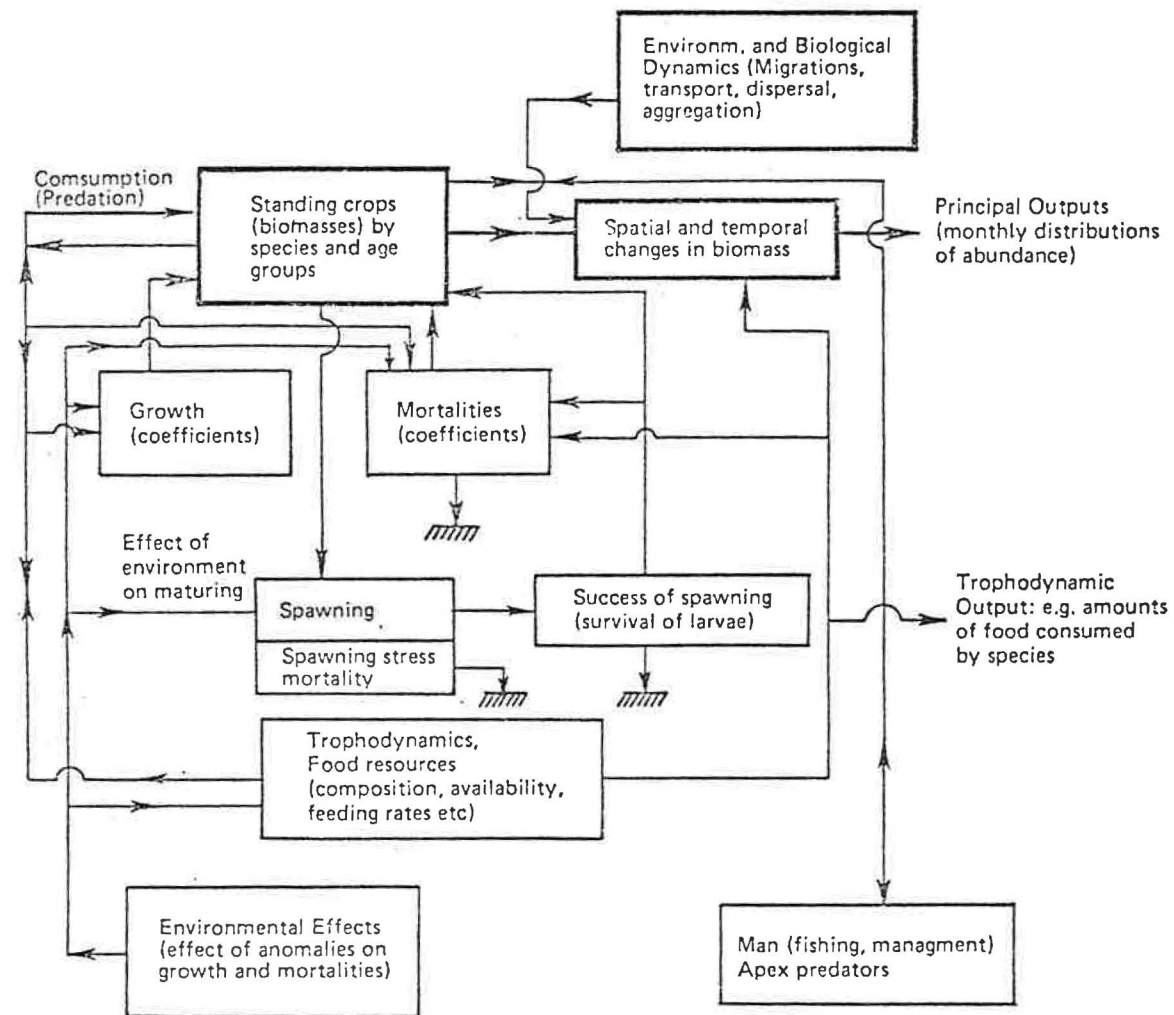 Environm. and Biological
Dynamics (Migrations,
transport, dispersal,
aggregation)
Comsumption
(Predation)
Standing crops
(biomasses) by
species and age
groups
Spatial and temporal
changes in biomass
Principal Outputs
(monthly distributions
of abundance)
Growth
(coefficients)
Mortalities
(coefficients)
Effect of
environment
on maturing
Spawning
Spawning stress
mortality
Success of spawning
(survival of larvae)
Trophodynamic
Output: e.g. amounts
of food consumed
by species
Trophodynamics,
Food resources
(composition, availability,
feeding rates etc)
Environmental Effects
(effect of anomalies on
growth and mortalities)
Man (fishing, managment)
Apex predators